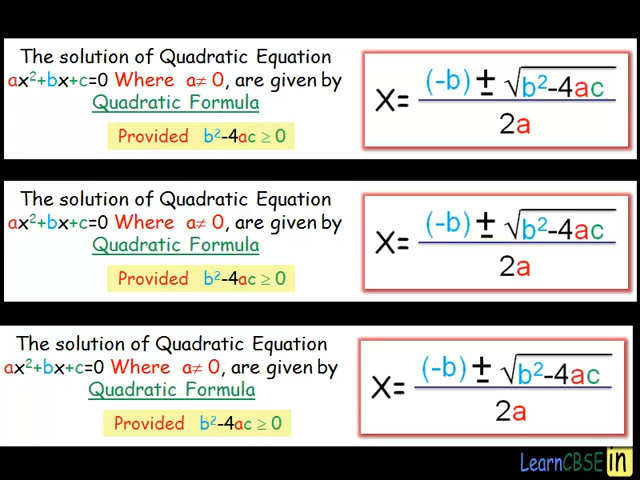 The solution of Quadratic Equation
ax²+bx+c=0 Where a≠ 0, are given by
Quadratic Formula
Provided b²-4ac ≥ 0
X= (-b) ± √b²-4ac
2a
The solution of Quadratic Equation
ax²+bx+c=0 Where a≠ 0, are given by
Quadratic Formula
Provided b²-4ac ≥ 0
X= (-b) ± √b²-4ac
2a
The solution of Quadratic Equation
ax²+bx+c=0 Where a≠ 0, are given by
Quadratic Formula
Provided b²-4ac ≥ 0
X= (-b) ± √b²-4ac
2a
LearnCBSE in